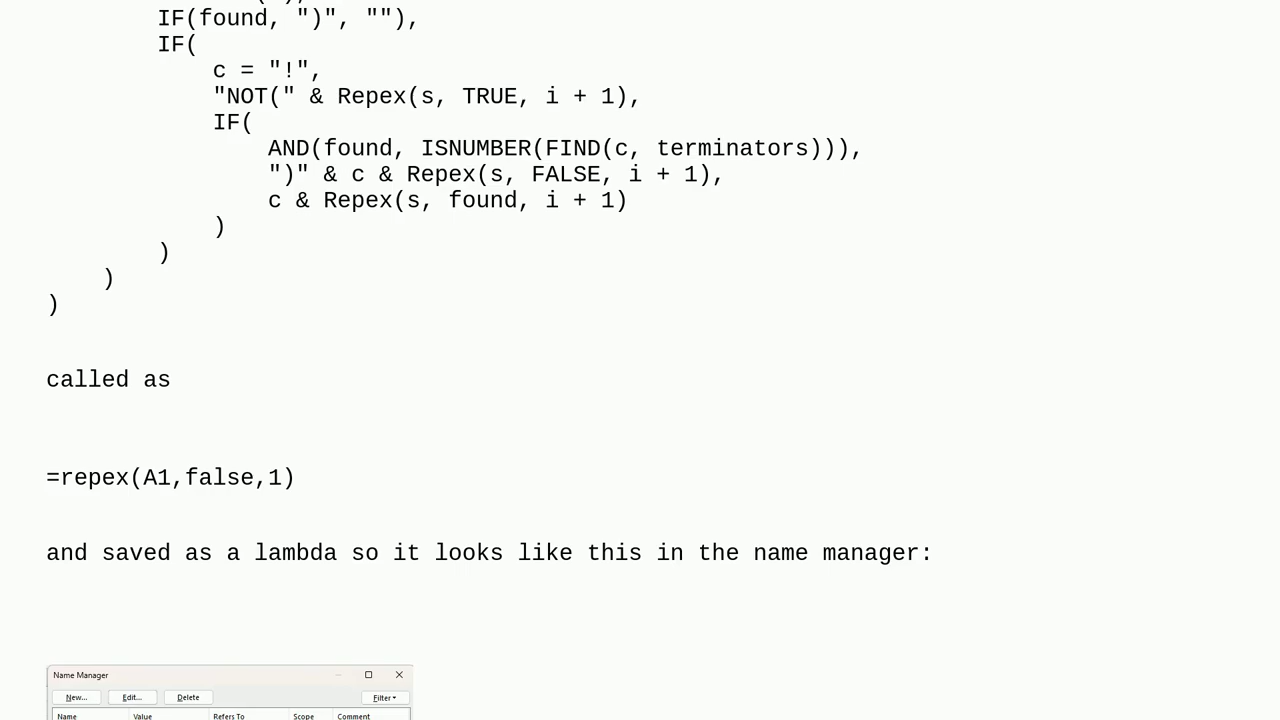 IF(found, ")", ""),
IF(
c = "!",
"NOT(" & Repex(s, TRUE, i + 1),
IF(
AND(found, ISNUMBER(FIND(c, terminators))),
")" & c & Repex(s, FALSE, i + 1),
c & Repex(s, found, i + 1)
)
)
)
)
called as
=repex(A1,false,1)
and saved as a lambda so it looks like this in the name manager:
Name Manager
New... Edit... Delete Filter
Name Value Refers To Scope Comment